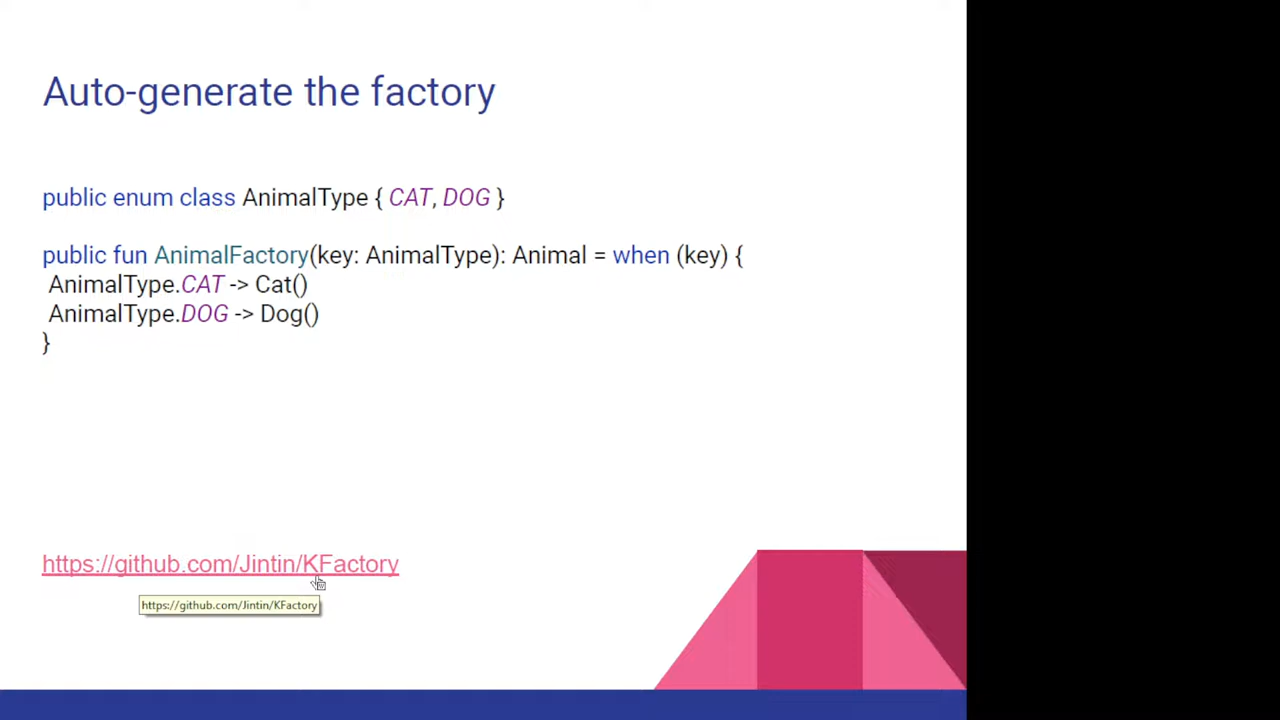 Auto-generate the factory
public enum class AnimalType { CAT, DOG }
public fun AnimalFactory(key: AnimalType): Animal = when (key) {
AnimalType.CAT -> Cat()
AnimalType.DOG -> Dog()
}
https://github.com/Jintin/KFactory
https://github.com/Jintin/KFactory